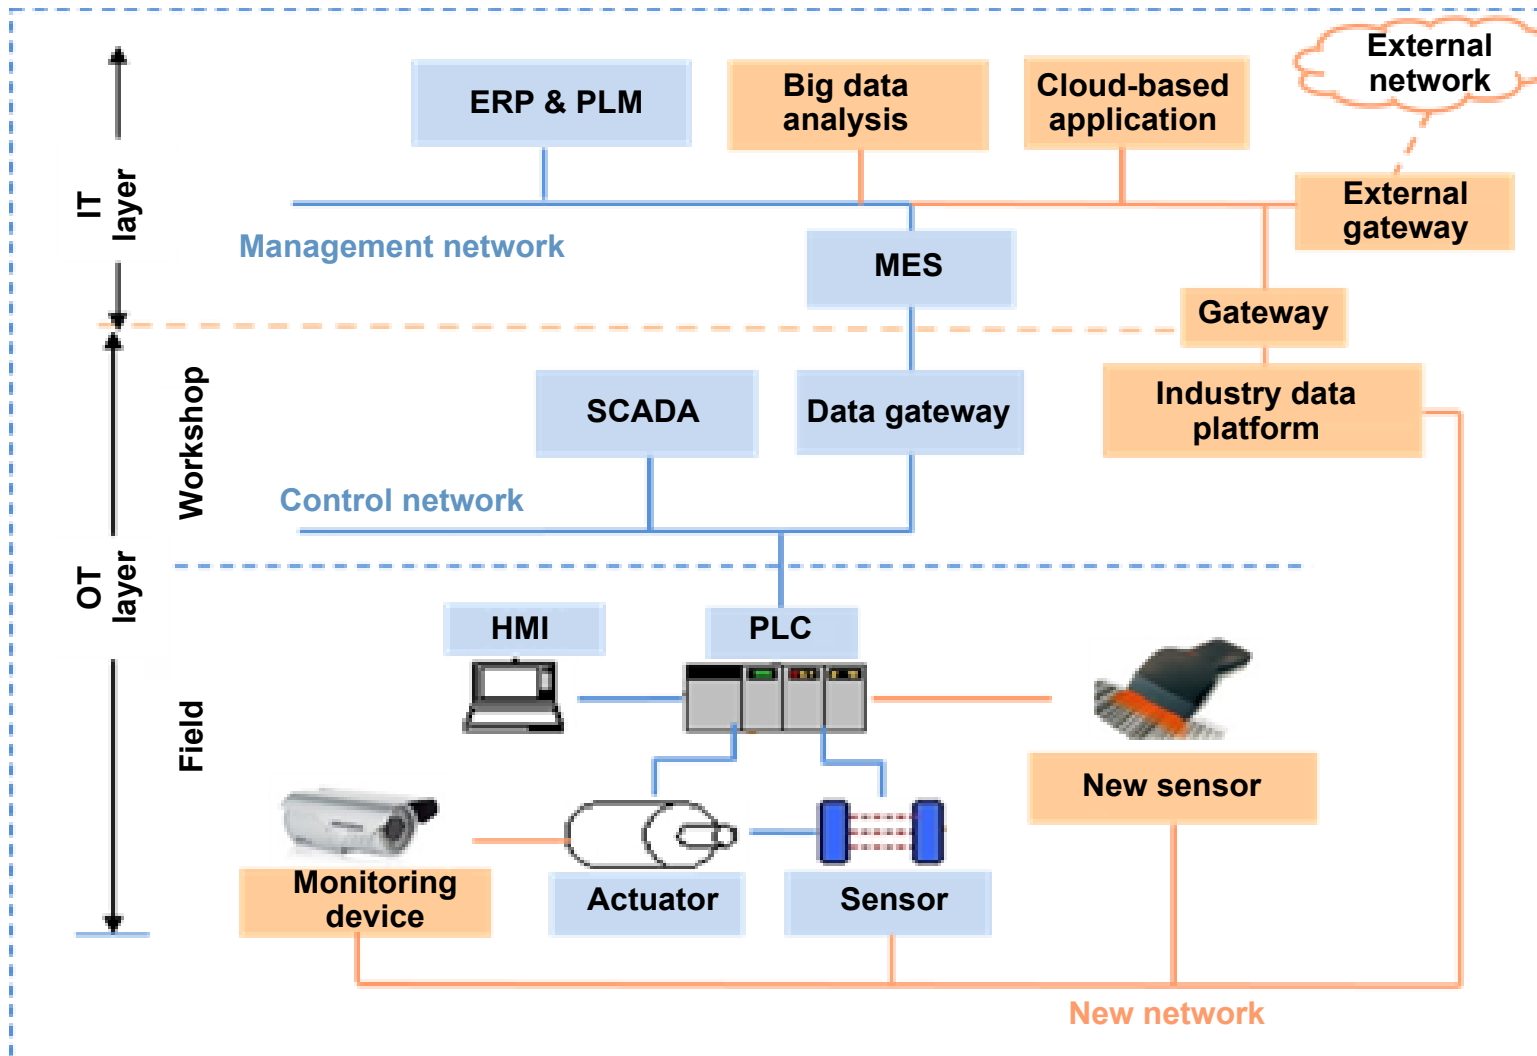 External
network
ERP & PLM
Big data
analysis
Cloud-based
application
IT
layer
External
gateway
Management network
MES
Gateway
Workshop
SCADA
Data gateway
Industry data
platform
Control network
OT
layer
HMI
PLC
Field
New sensor
Monitoring
device
Actuator
Sensor
New network